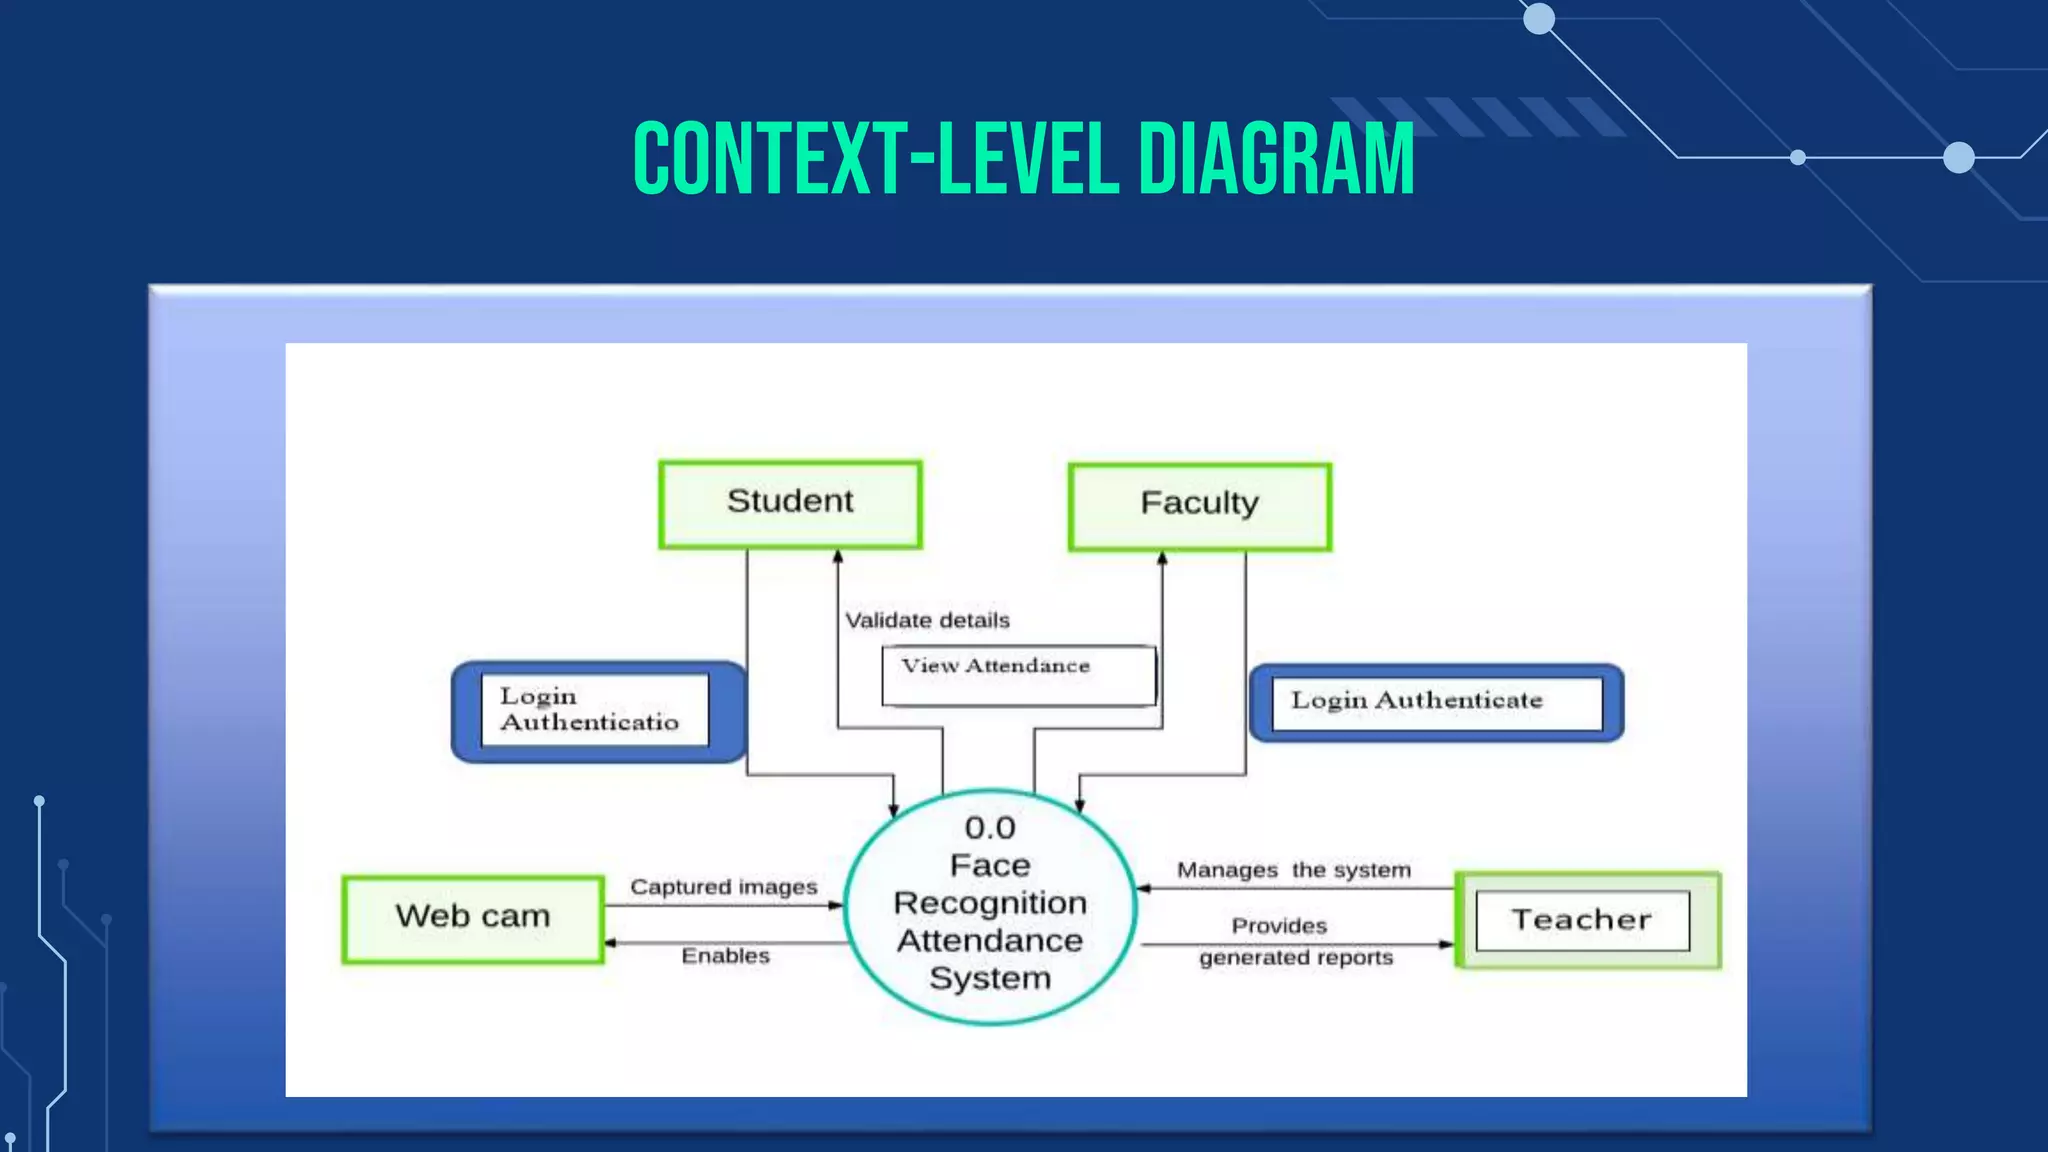 CONTEXT-LEVEL DIAGRAM
Student
Faculty
Validate details
View Attendance
Login
Authenticatio
Login Authenticate
0.0
Face
Recognition
Attendance
System
Web cam
Captured images
Enables
Manages the system
Provides
generated reports
Teacher